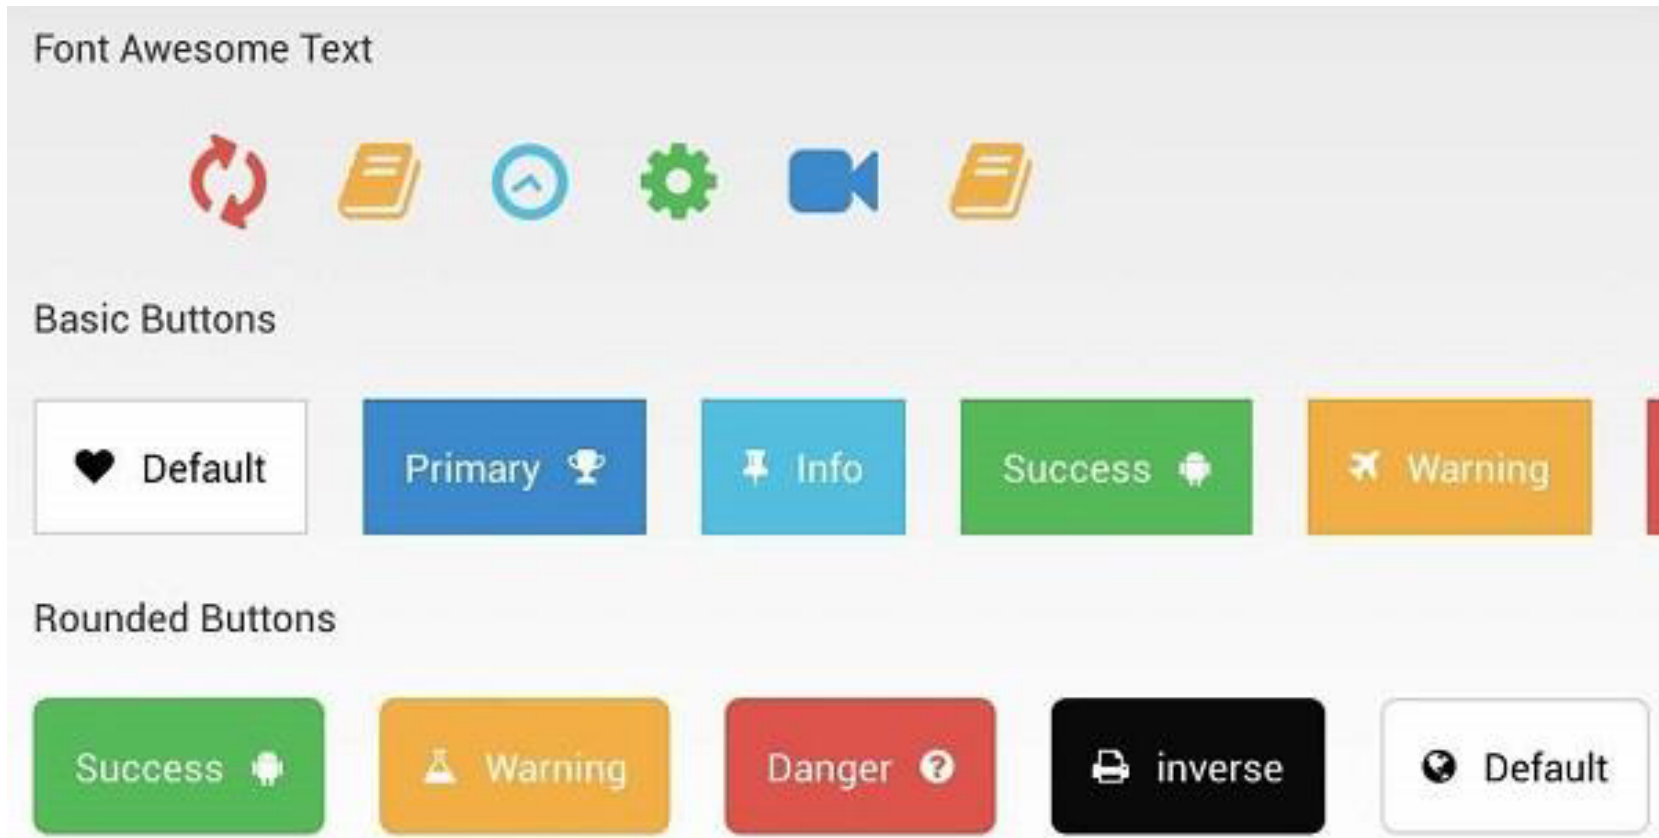 Font Awesome Text
Basic Buttons
Default Primary Info Success Warning
Rounded Buttons
Success Warning Danger inverse Default